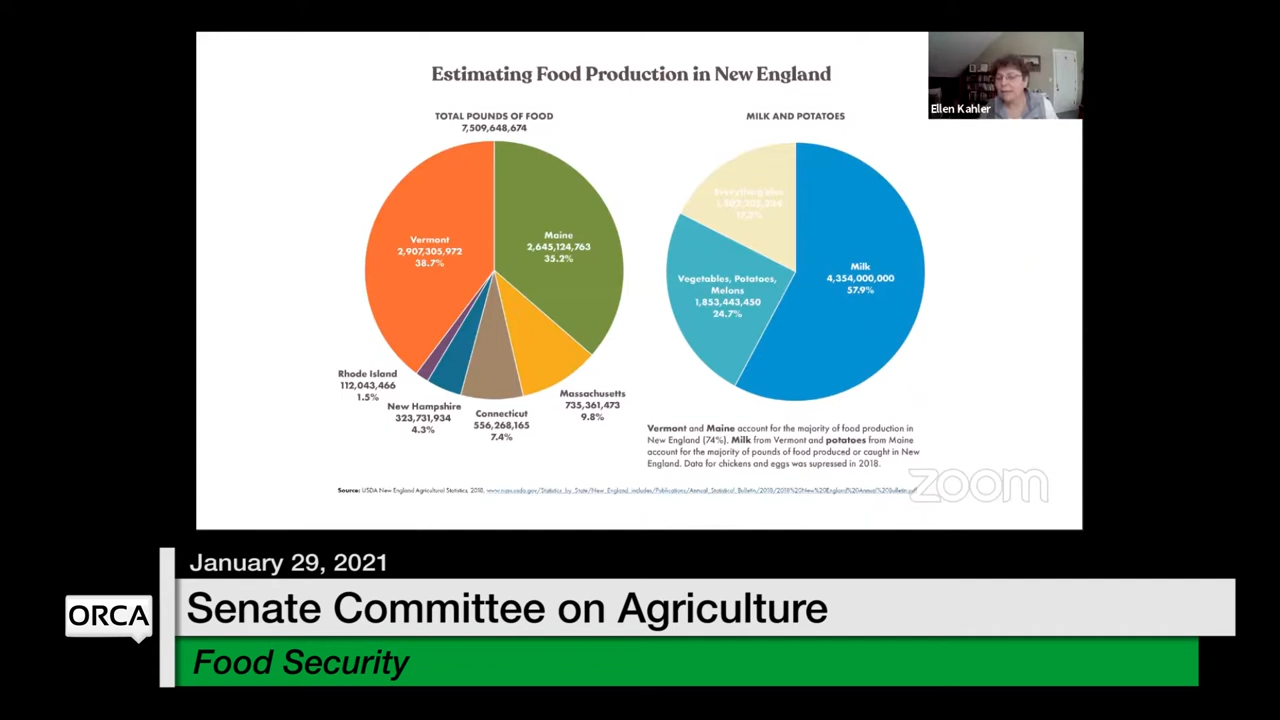 Estimating Food Production in New England
Ellen Kahler
TOTAL POUNDS OF FOOD
7,509,648,674
Vermont
2,907,305,972
38.7%
Maine
2,645,124,763
35.2%
Rhode Island
112,043,466
1.5%
New Hampshire
323,731,934
4.3%
Connecticut
556,268,165
7.4%
Massachusetts
735,361,473
9.8%
MILK AND POTATOES
Everything else
Vegetables, Potatoes,
Melons
1,853,443,450
24.7%
Milk
4,354,000,000
57.9%
Vermont and Maine account for the majority of food production in
New England (74%). Milk from Vermont and potatoes from Maine
account for the majority of pounds of food produced or caught in New
England. Data for chickens and eggs was supressed in 2018.
Source: USDA New England Agricultural Statistics, 2018,
zoom
January 29, 2021
ORCA
Senate Committee on Agriculture
Food Security